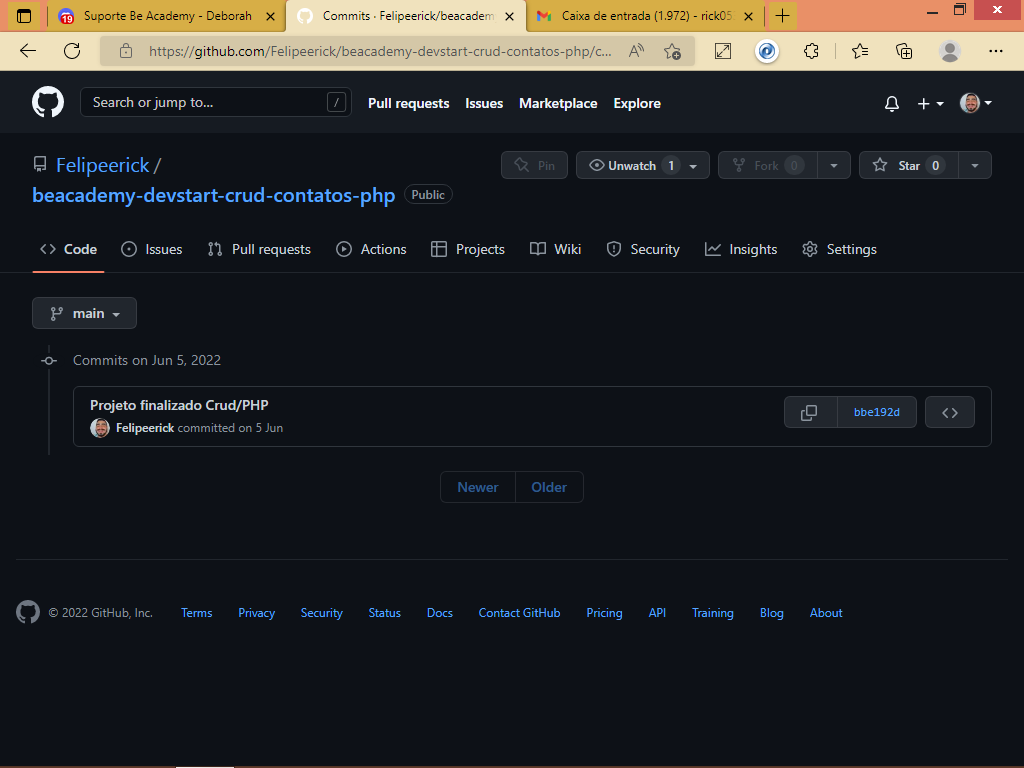 19 Suporte Be Academy - Deborah
Commits · Felipeerick/beacadem
Caixa de entrada (1.972) - rick05
https://github.com/Felipeerick/beacademy-devstart-crud-contatos-php/c...
Search or jump to... /
Pull requests Issues Marketplace Explore
Felipeerick /
Pin Unwatch 1 Fork 0 Star 0
beacademy-devstart-crud-contatos-php Public
Code Issues Pull requests Actions Projects Wiki Security Insights Settings
main
Commits on Jun 5, 2022
Projeto finalizado Crud/PHP
Felipeerick committed on 5 Jun
bbe192d
Newer Older
© 2022 GitHub, Inc. Terms Privacy Security Status Docs Contact GitHub Pricing API Training Blog About